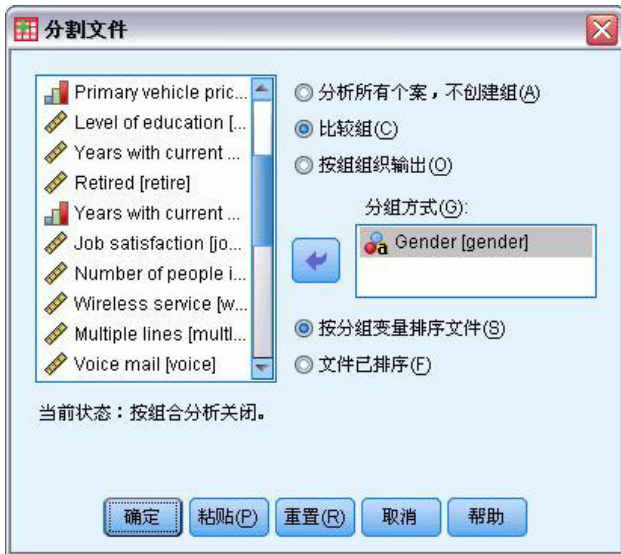 分割文件
Primary vehicle pric...
Level of education [...
Years with current ...
Retired [retire]
Years with current ...
Job satisfaction [jo...
Number of people i...
Wireless service [w...
Multiple lines [multl...
Voice mail [voice]
分析所有个案，不创建组(A)
比较组(C)
按组组织输出(O)
分组方式(G):
a Gender [gender]
按分组变量排序文件(S)
文件已排序(F)
当前状态：按组合分析关闭。
确定 粘贴(P) 重置(R) 取消 帮助